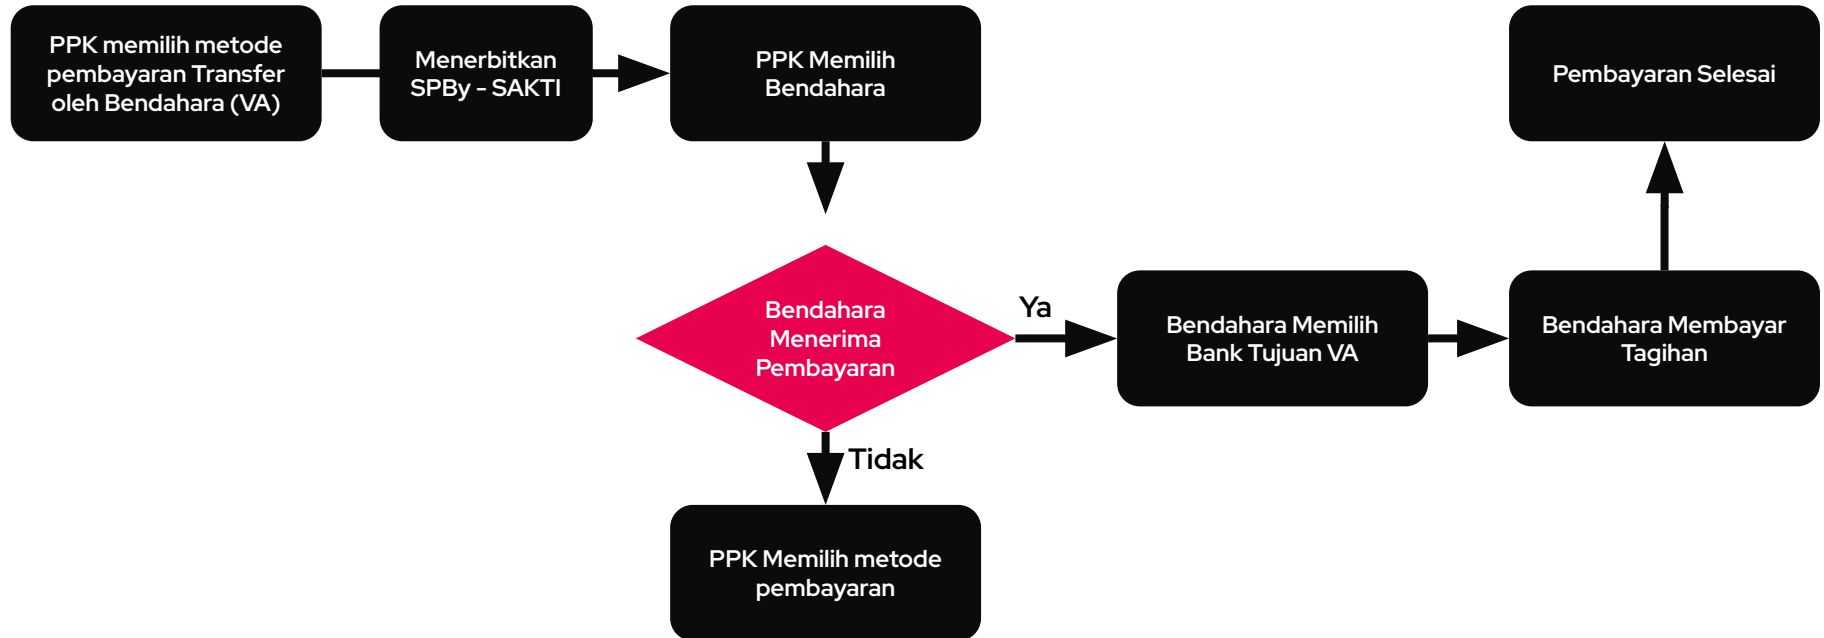 PPK memilih metode
pembayaran Transfer
oleh Bendahara (VA)
Menerbitkan
SPBy - SAKTI
PPK Memilih
Bendahara
Pembayaran Selesai
Bendahara
Menerima
Pembayaran
Ya
Bendahara Memilih
Bank Tujuan VA
Bendahara Membayar
Tagihan
Tidak
PPK Memilih metode
pembayaran